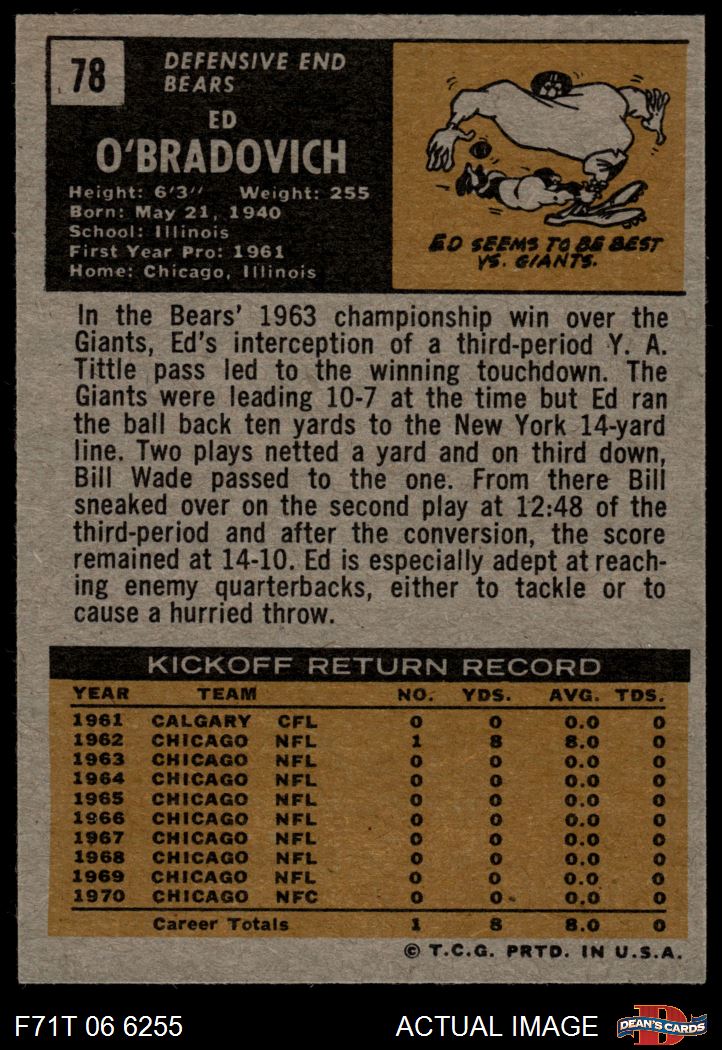 78
DEFENSIVE END
BEARS
ED
O'BRADOVICH
Height: 6'3" Weight: 255
Born: May 21, 1940
School: Illinois
First Year Pro: 1961
Home: Chicago, Illinois
ED SEEMS TO BE BEST
VS. GIANTS.
In the Bears' 1963 championship win over the
Giants, Ed's interception of a third-period Y. A.
Tittle pass led to the winning touchdown. The
Giants were leading 10-7 at the time but Ed ran
the ball back ten yards to the New York 14-yard
line. Two plays netted a yard and on third down,
Bill Wade passed to the one. From there Bill
sneaked over on the second play at 12:48 of the
third-period and after the conversion, the score
remained at 14-10. Ed is especially adept at reach-
ing enemy quarterbacks, either to tackle or to
cause a hurried throw.
KICKOFF RETURN RECORD
YEAR TEAM NO. YDS. AVG. TDS.
1961 CALGARY CFL 0 0 0.0 0
1962 CHICAGO NFL 1 8 8.0 0
1963 CHICAGO NFL 0 0 0.0 0
1964 CHICAGO NFL 0 0 0.0 0
1965 CHICAGO NFL 0 0 0.0 0
1966 CHICAGO NFL 0 0 0.0 0
1967 CHICAGO NFL 0 0 0.0 0
1968 CHICAGO NFL 0 0 0.0 0
1969 CHICAGO NFL 0 0 0.0 0
1970 CHICAGO NFC 0 0 0.0 0
Career Totals 1 8 8.0 0
© T.C.G. PRTD. IN U.S.A.
F71T 06 6255 ACTUAL IMAGE
D
DEAN'S CARDS